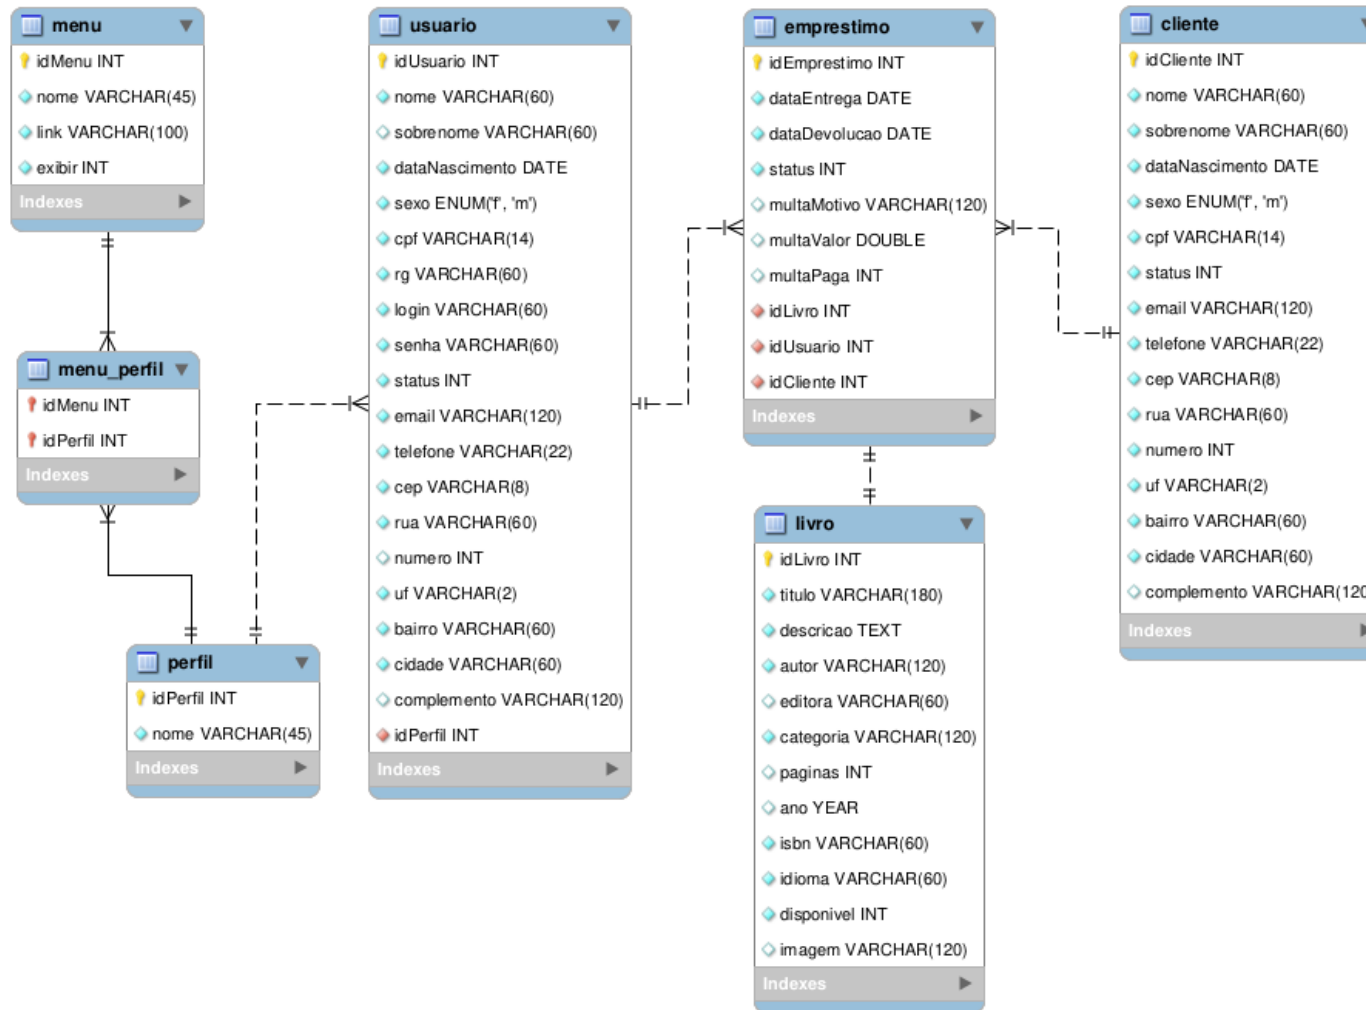 menu
idMenu INT
nome VARCHAR(45)
link VARCHAR(100)
exibir INT
Indexes
menu_perfil
idMenu INT
idPerfil INT
Indexes
perfil
idPerfil INT
nome VARCHAR(45)
Indexes
usuario
idUsuario INT
nome VARCHAR(60)
sobrenome VARCHAR(60)
dataNascimento DATE
sexo ENUM('f', 'm')
cpf VARCHAR(14)
rg VARCHAR(60)
login VARCHAR(60)
senha VARCHAR(60)
status INT
email VARCHAR(120)
telefone VARCHAR(22)
cep VARCHAR(8)
rua VARCHAR(60)
numero INT
uf VARCHAR(2)
bairro VARCHAR(60)
cidade VARCHAR(60)
complemento VARCHAR(120)
idPerfil INT
Indexes
emprestimo
idEmprestimo INT
dataEntrega DATE
dataDevolucao DATE
status INT
multaMotivo VARCHAR(120)
multaValor DOUBLE
multaPaga INT
idLivro INT
idUsuario INT
idCliente INT
Indexes
livro
idLivro INT
titulo VARCHAR(180)
descricao TEXT
autor VARCHAR(120)
editora VARCHAR(60)
categoria VARCHAR(120)
paginas INT
ano YEAR
isbn VARCHAR(60)
idioma VARCHAR(60)
disponivel INT
imagem VARCHAR(120)
Indexes
cliente
idCliente INT
nome VARCHAR(60)
sobrenome VARCHAR(60)
dataNascimento DATE
sexo ENUM('f', 'm')
cpf VARCHAR(14)
status INT
email VARCHAR(120)
telefone VARCHAR(22)
cep VARCHAR(8)
rua VARCHAR(60)
numero INT
uf VARCHAR(2)
bairro VARCHAR(60)
cidade VARCHAR(60)
complemento VARCHAR(120
Indexes